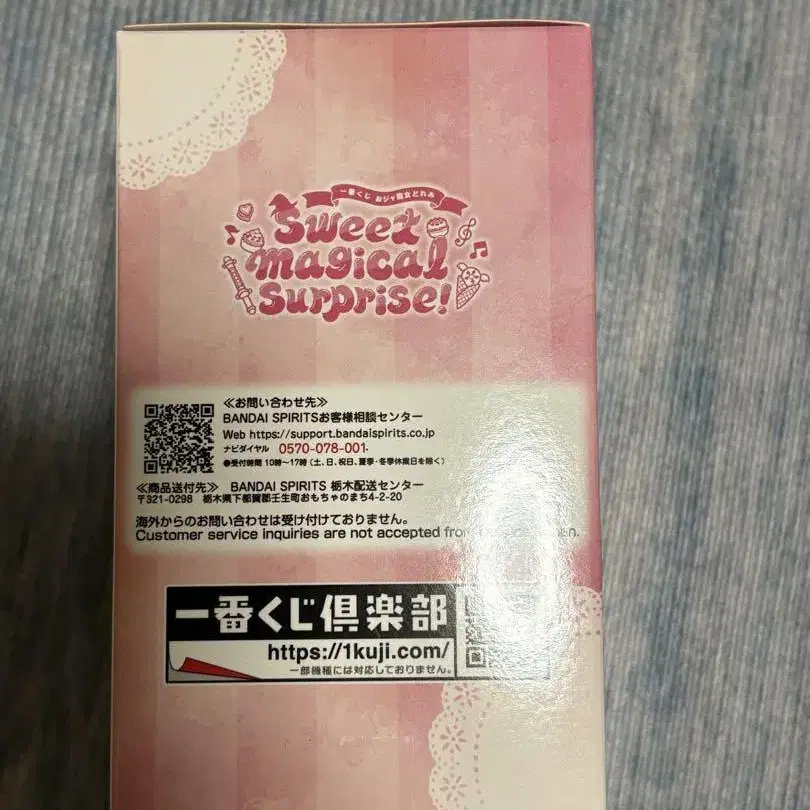 一番くじ おジャ魔女どれみ
Sweet
magical
surprise!
≪お問い合わせ先≫
BANDAI SPIRITSお客様相談センター
Web https://support.bandaispirits.co.jp
ナビダイヤル 0570-078-001
●受付時間 10時～17時 (土、日、祝日、夏季・冬季休業日を除く)
≪商品送付先≫ BANDAI SPIRITS 栃木配送センター
〒321-0298 栃木県下都賀郡壬生町おもちゃのまち4-2-20
海外からのお問い合わせは受け付けておりません。
Customer service inquiries are not accepted from
一番くじ倶楽部
https://1kuji.com/
一部機種には対応しておりません。